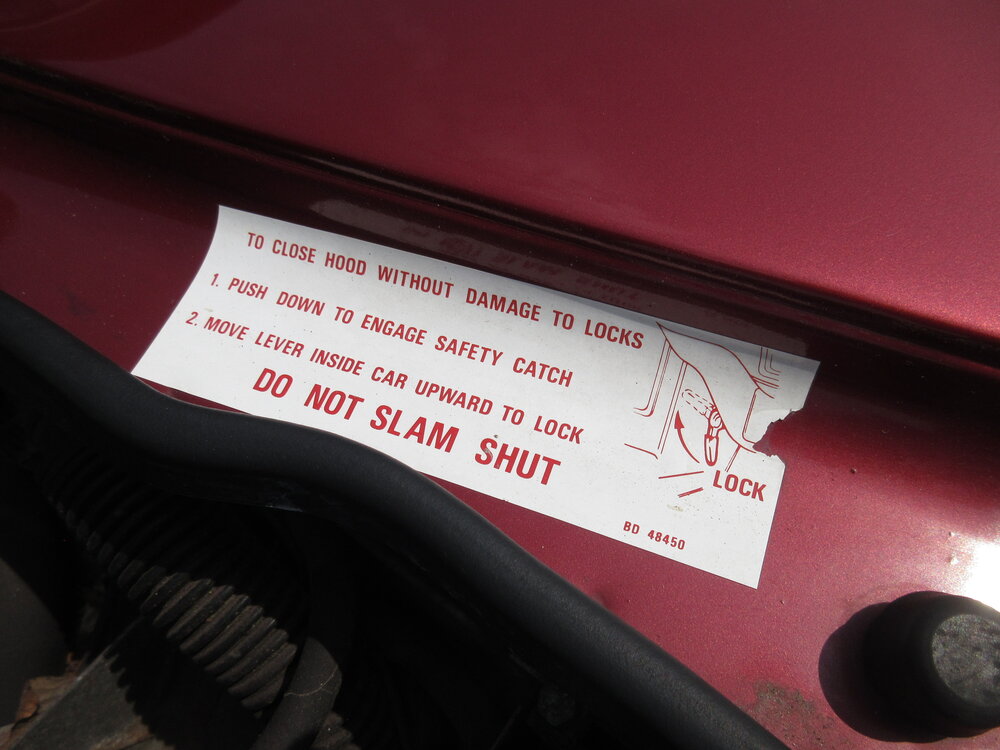 TO CLOSE HOOD WITHOUT DAMAGE TO LOCKS
1. PUSH DOWN TO ENGAGE SAFETY CATCH
2. MOVE LEVER INSIDE CAR UPWARD TO LOCK
DO NOT SLAM SHUT
LOCK
BD 48450